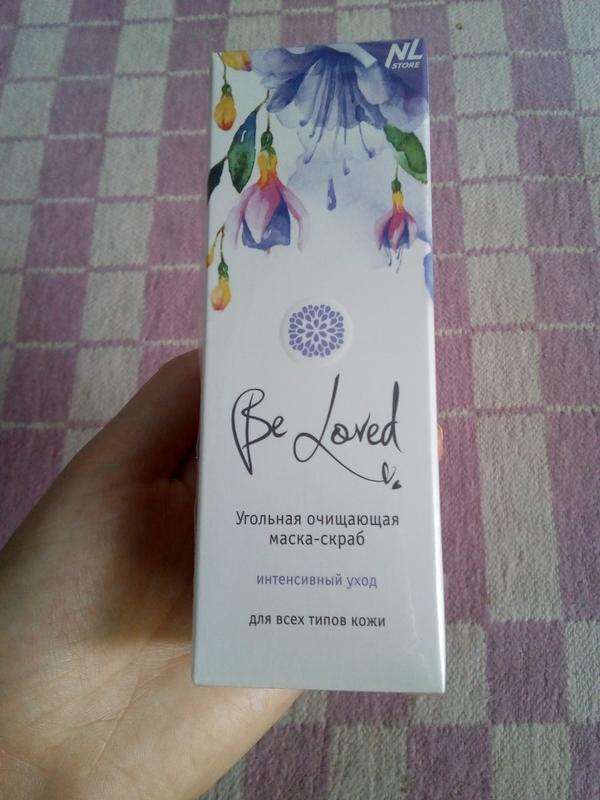 NL
STORE
Be Loved
Угольная очищающая
маска-скраб
интенсивный уход
для всех типов кожи